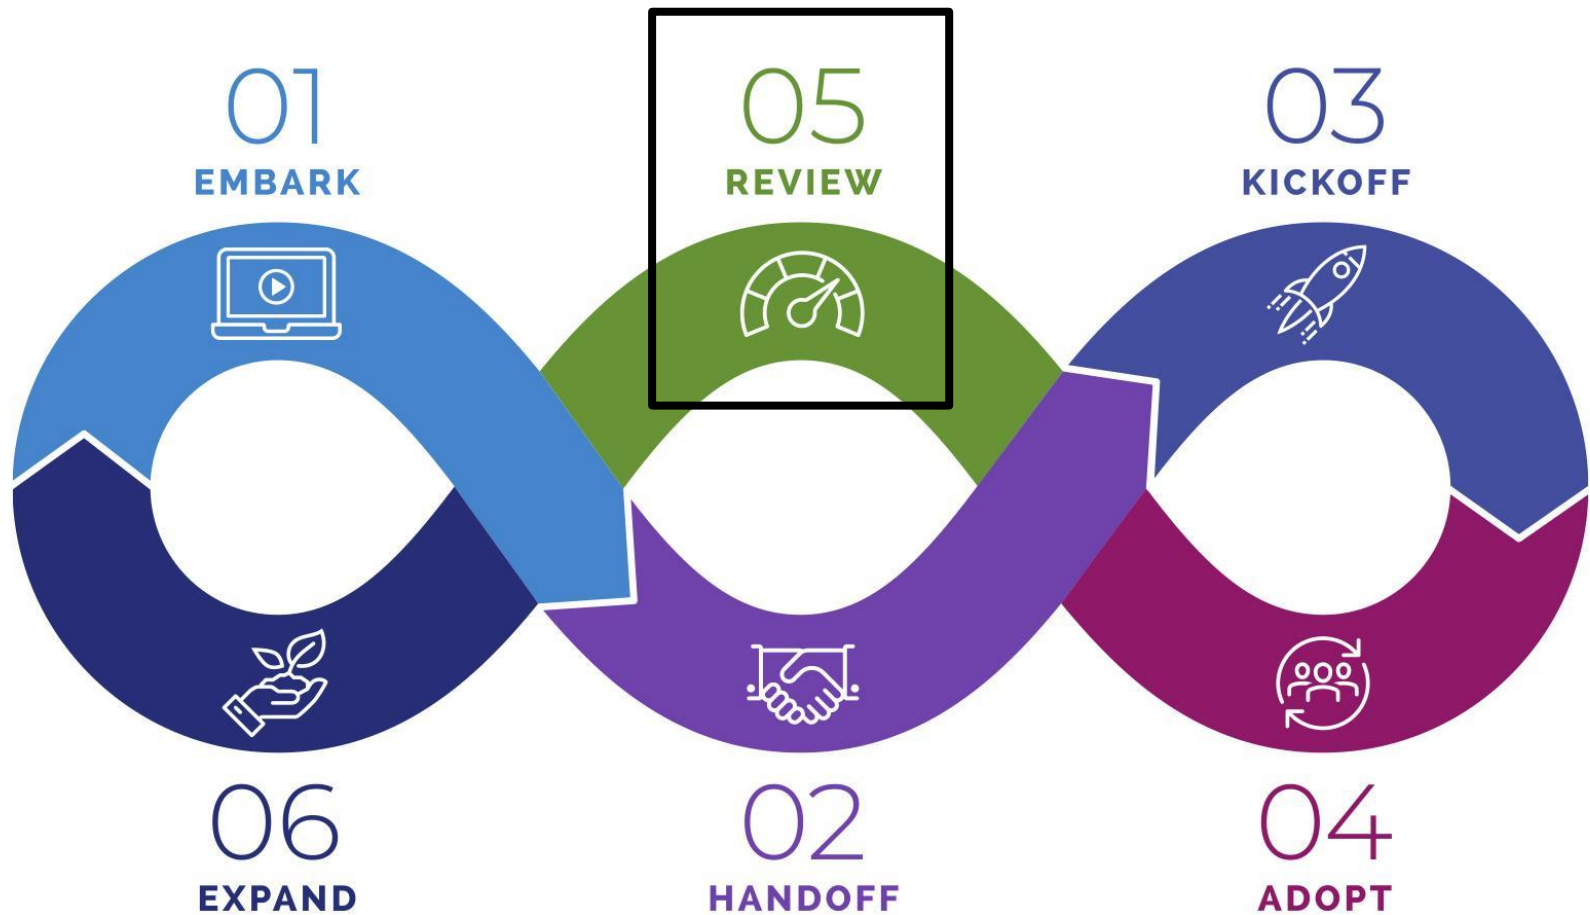 01
EMBARK
05
REVIEW
03
KICKOFF
06
EXPAND
02
HANDOFF
04
ADOPT